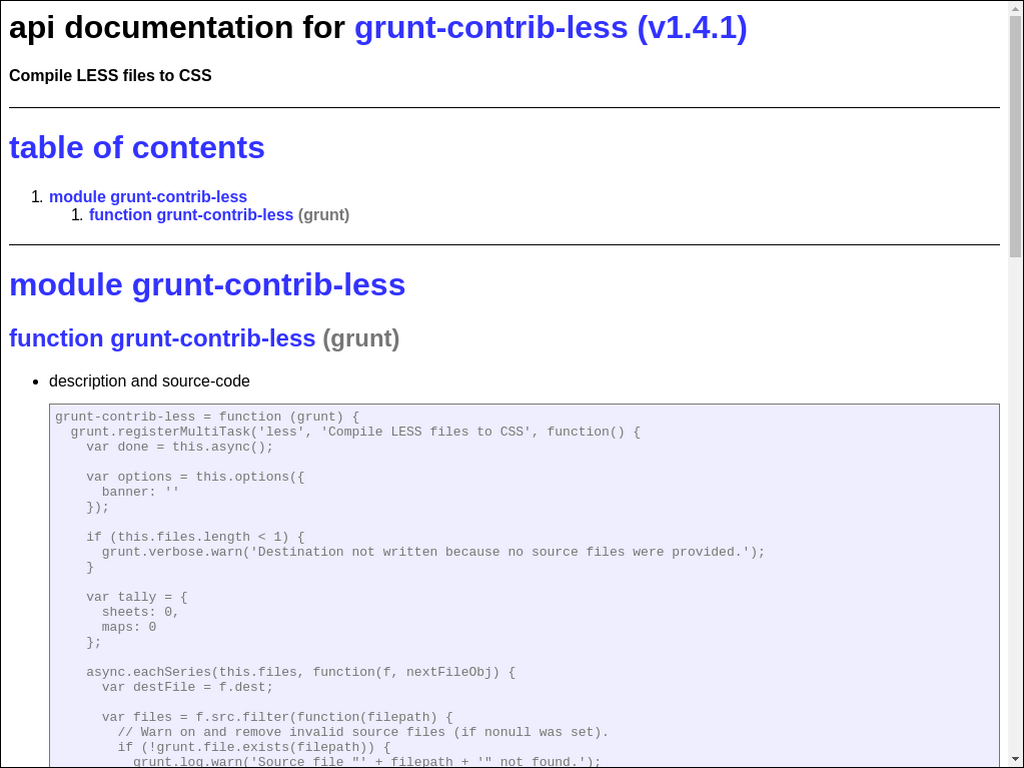 api documentation for grunt-contrib-less (v1.4.1)
Compile LESS files to CSS
table of contents
1. module grunt-contrib-less
1. function grunt-contrib-less (grunt)
module grunt-contrib-less
function grunt-contrib-less (grunt)
• description and source-code
grunt-contrib-less = function (grunt) {
  grunt.registerMultiTask('less', 'Compile LESS files to CSS', function() {
    var done = this.async();
    var options = this.options({
      banner: ''
    });
    if (this.files.length < 1) {
      grunt.verbose.warn('Destination not written because no source files were provided.');
    }
    var tally = {
      sheets: 0,
      maps: 0
    };
    async.eachSeries(this.files, function(f, nextFileObj) {
      var destFile = f.dest;
      var files = f.src.filter(function(filepath) {
        // Warn on and remove invalid source files (if nonull was set).
        if (!grunt.file.exists(filepath)) {
          grunt.log.warn('Source file "' + filepath + '" not found.');